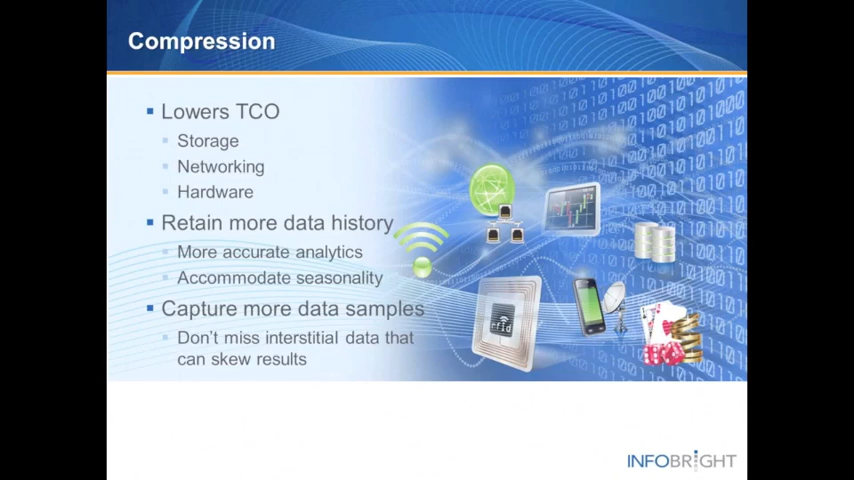 Compression
Lowers TCO
Storage
Networking
Hardware
Retain more data history
More accurate analytics
Accommodate seasonality
Capture more data samples
Don't miss interstitial data that
can skew results
rfid
INFOBRIGHT